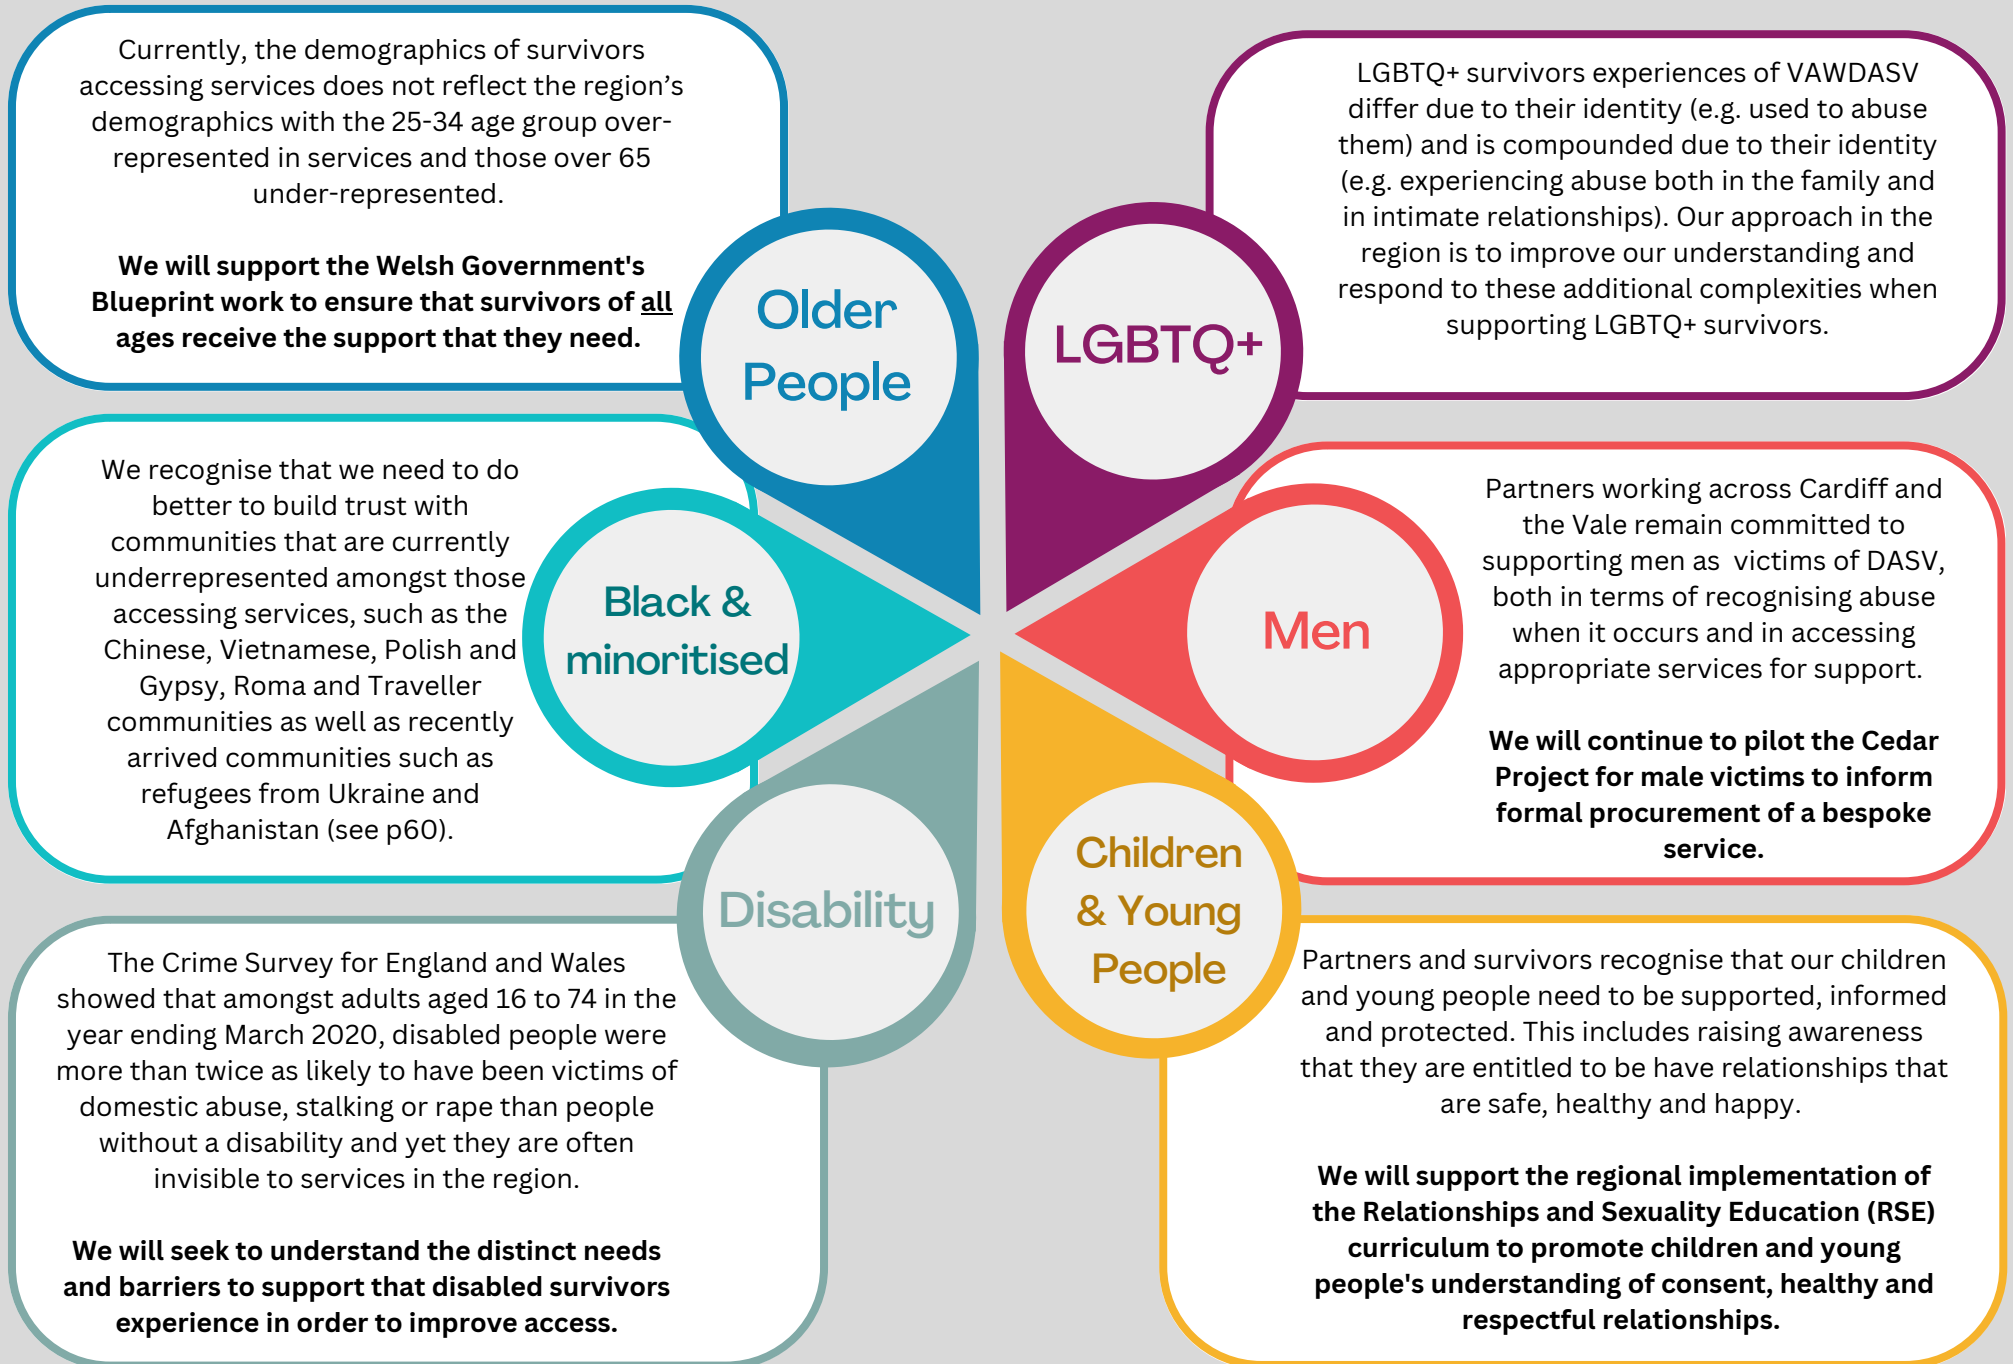 Currently, the demographics of survivors
accessing services does not reflect the region's
demographics with the 25-34 age group over-
represented in services and those over 65
under-represented.
We will support the Welsh Government's
Blueprint work to ensure that survivors of all
ages receive the support that they need.
Older
People
LGBTQ+
LGBTQ+ survivors experiences of VAWDASV
differ due to their identity (e.g. used to abuse
them) and is compounded due to their identity
(e.g. experiencing abuse both in the family and
in intimate relationships). Our approach in the
region is to improve our understanding and
respond to these additional complexities when
supporting LGBTQ+ survivors.
We recognise that we need to do
better to build trust with
communities that are currently
underrepresented amongst those
accessing services, such as the
Chinese, Vietnamese, Polish and
Gypsy, Roma and Traveller
communities as well as recently
arrived communities such as
refugees from Ukraine and
Afghanistan (see p60).
Black &
minoritised
Men
Partners working across Cardiff and
the Vale remain committed to
supporting men as  victims of DASV,
both in terms of recognising abuse
when it occurs and in accessing
appropriate services for support.
We will continue to pilot the Cedar
Project for male victims to inform
formal procurement of a bespoke
service.
Disability
The Crime Survey for England and Wales
showed that amongst adults aged 16 to 74 in the
year ending March 2020, disabled people were
more than twice as likely to have been victims of
domestic abuse, stalking or rape than people
without a disability and yet they are often
invisible to services in the region.
We will seek to understand the distinct needs
and barriers to support that disabled survivors
experience in order to improve access.
Children
& Young
People
Partners and survivors recognise that our children
and young people need to be supported, informed
and protected. This includes raising awareness
that they are entitled to be have relationships that
are safe, healthy and happy.
We will support the regional implementation of
the Relationships and Sexuality Education (RSE)
curriculum to promote children and young
people's understanding of consent, healthy and
respectful relationships.